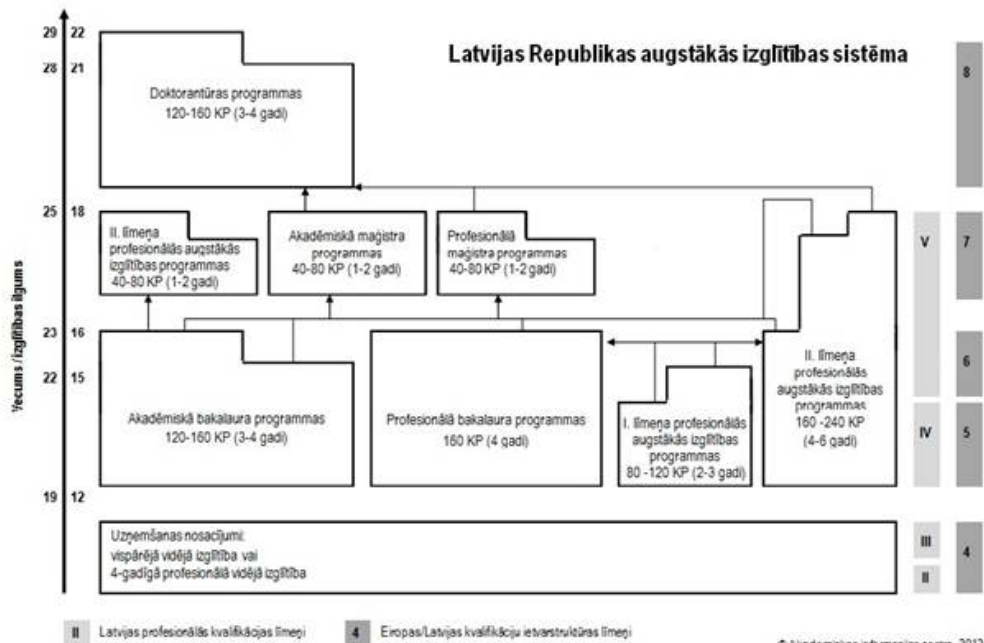 Latvijas Republikas augstākās izglītības sistēma
29 22
28 21
Doktorantūras programmas
120-160 KP (3-4 gadi)
8
25 18
II. līmeņa
profesionālās augstākās
izglītības programmas
40-80 KP (1-2 gadi)
Akadēmiskā maģistra
programmas
40-80 KP (1-2 gadi)
Profesionālā
maģistra programmas
40-80 KP (1-2 gadi)
V
7
Vecums/izglītības ilgums
23 16
22 15
Akadēmiskā bakalaura programmas
120-160 KP (3-4 gadi)
Profesionālā bakalaura programmas
160 KP (4 gadi)
I. līmeņa profesionālās
augstākās izglītības
programmas
80 -120 KP (2-3 gadi)
II. līmeņa
profesionālās
augstākās izglītības
programmas
160 -240 KP
(4-6 gadi)
6
IV
5
19 12
Uzņemšanas nosacījumi:
vispārējā vidējā izglītība vai
4-gadīgā profesionālā vidējā izglītība
III
4
II
II Latvijas profesionālās kvalifikācijas līmeņi
4 Eiropas/Latvijas kvalifikāciju ietvarstruktūras līmeņi